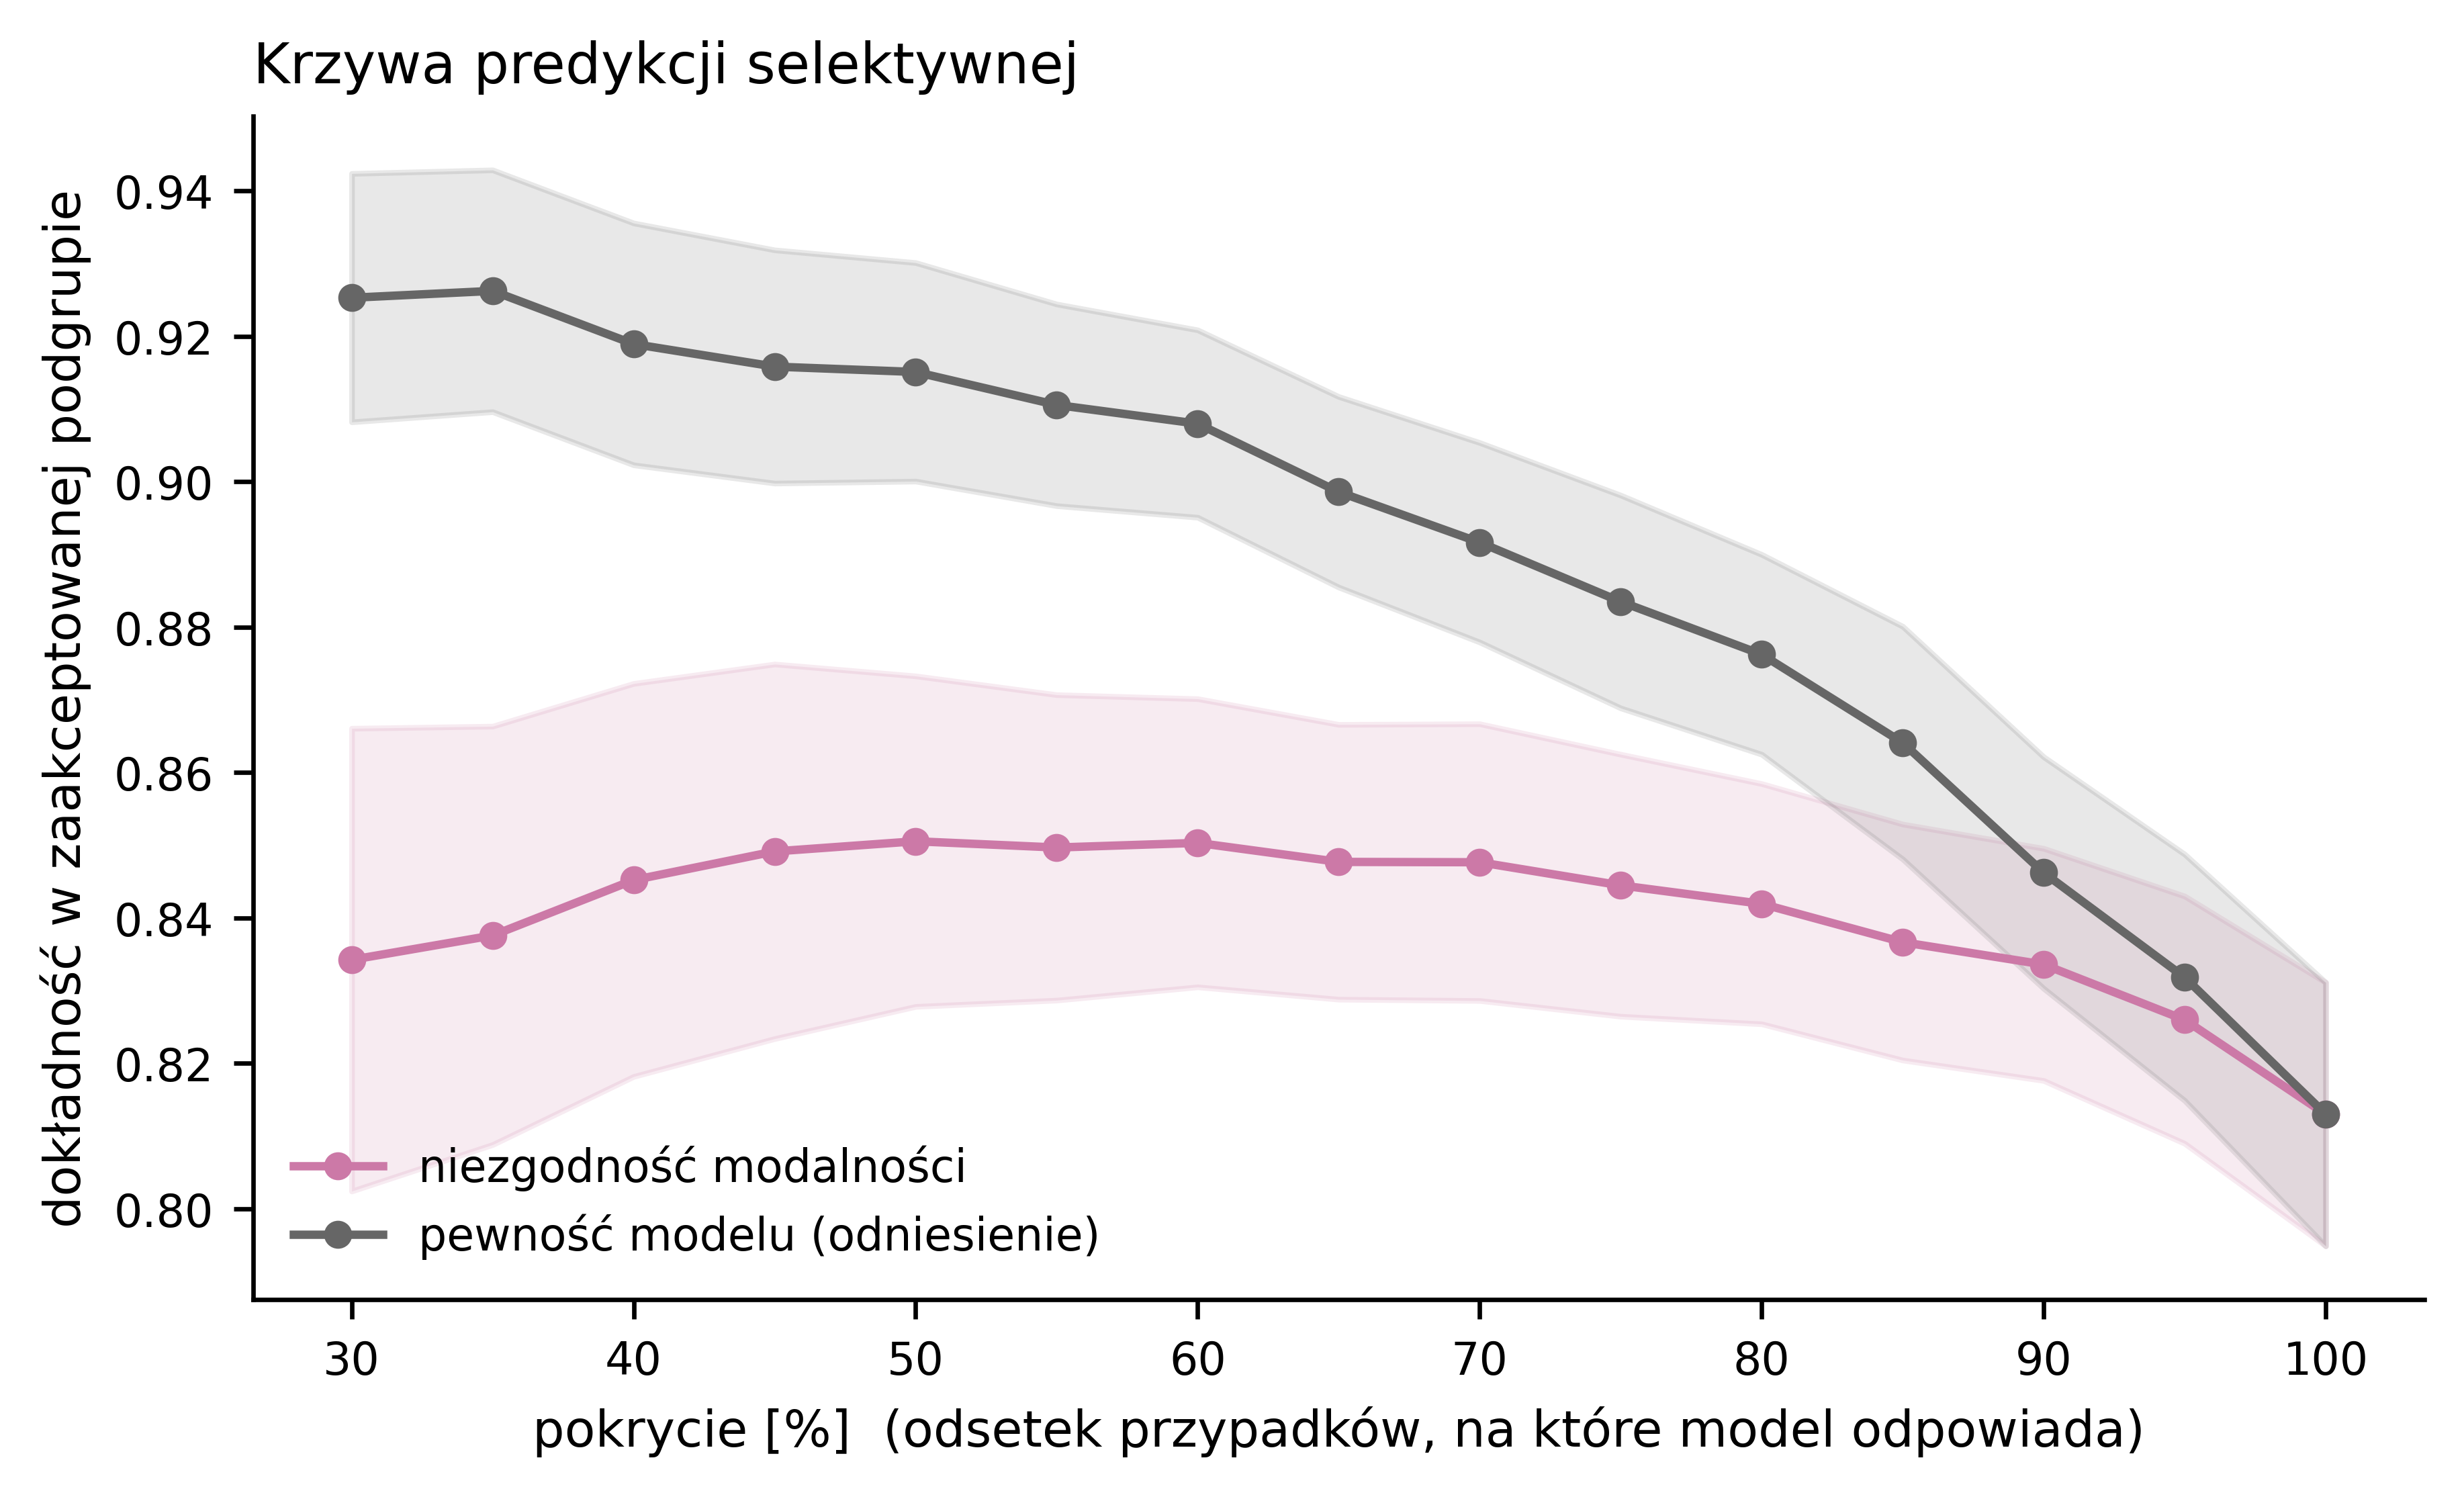 Krzywa predykcji selektywnej
dokładność w zaakceptowanej podgrupie
0.94
0.92
0.90
0.88
0.86
0.84
0.82
0.80
niezgodność modalności
pewność modelu (odniesienie)
30 40 50 60 70 80 90 100
pokrycie [%] (odsetek przypadków, na które model odpowiada)